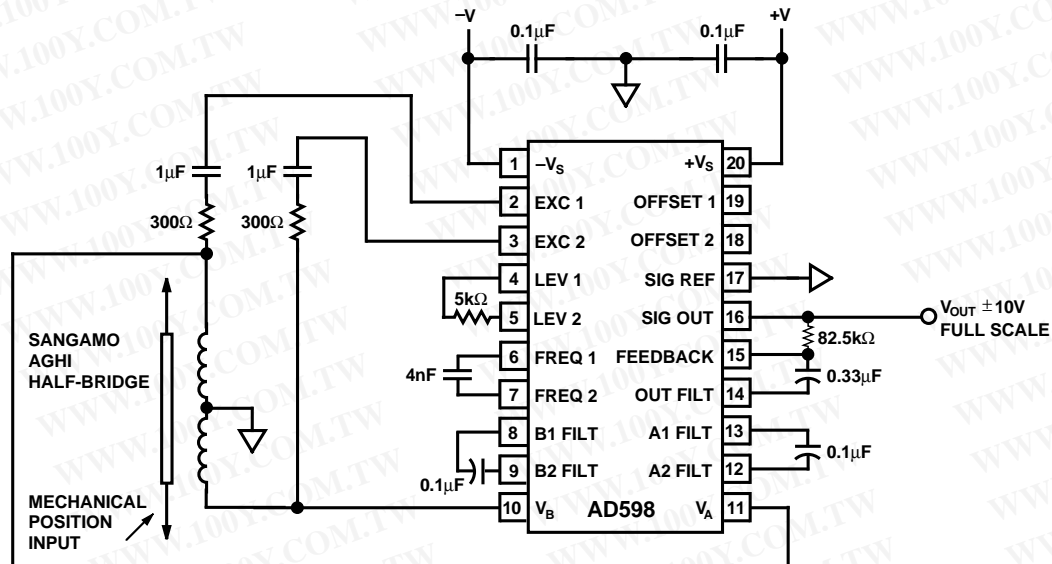 –V
+V
0.1μF
0.1μF
1μF
1μF
300Ω
300Ω
1
–VS
+VS
20
2
EXC 1
OFFSET 1
19
3
EXC 2
OFFSET 2
18
4
LEV 1
SIG REF
17
5kΩ
5
LEV 2
SIG OUT
16
VOUT ±10V
FULL SCALE
82.5kΩ
6
FREQ 1
FEEDBACK
15
4nF
0.33μF
7
FREQ 2
OUT FILT
14
8
B1 FILT
A1 FILT
13
0.1μF
0.1μF
9
B2 FILT
A2 FILT
12
10
VB
AD598
VA
11
SANGAMO
AGHI
HALF-BRIDGE
MECHANICAL
POSITION
INPUT
WWW.100Y.COM.TW